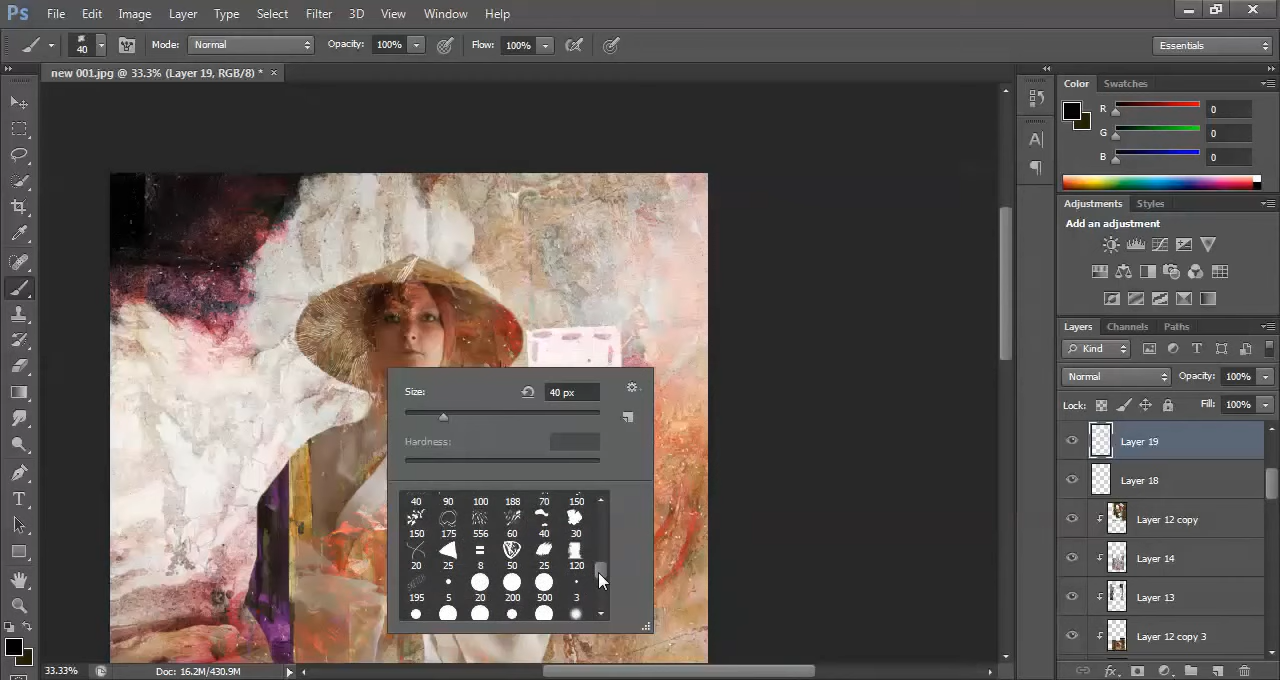 Ps File Edit Image Layer Type Select Filter 3D View Window Help
40 Mode: Normal Opacity: 100% Flow: 100% Essentials
new 001.jpg @ 33.3% (Layer 19, RGB/8) *
Color Swatches
R 0
G 0
B 0
Adjustments Styles
Add an adjustment
Layers Channels Paths
Kind
Normal Opacity: 100%
Lock: Fill: 100%
Layer 19
Layer 18
Layer 12 copy
Layer 14
Layer 13
Layer 12 copy 3
Size: 40 px
Hardness:
40 90 100 188 70 150
150 175 556 60 40 30
20 25 8 50 25 120
195 5 20 200 500 3
33.33% Doc: 16.2M/430.9M